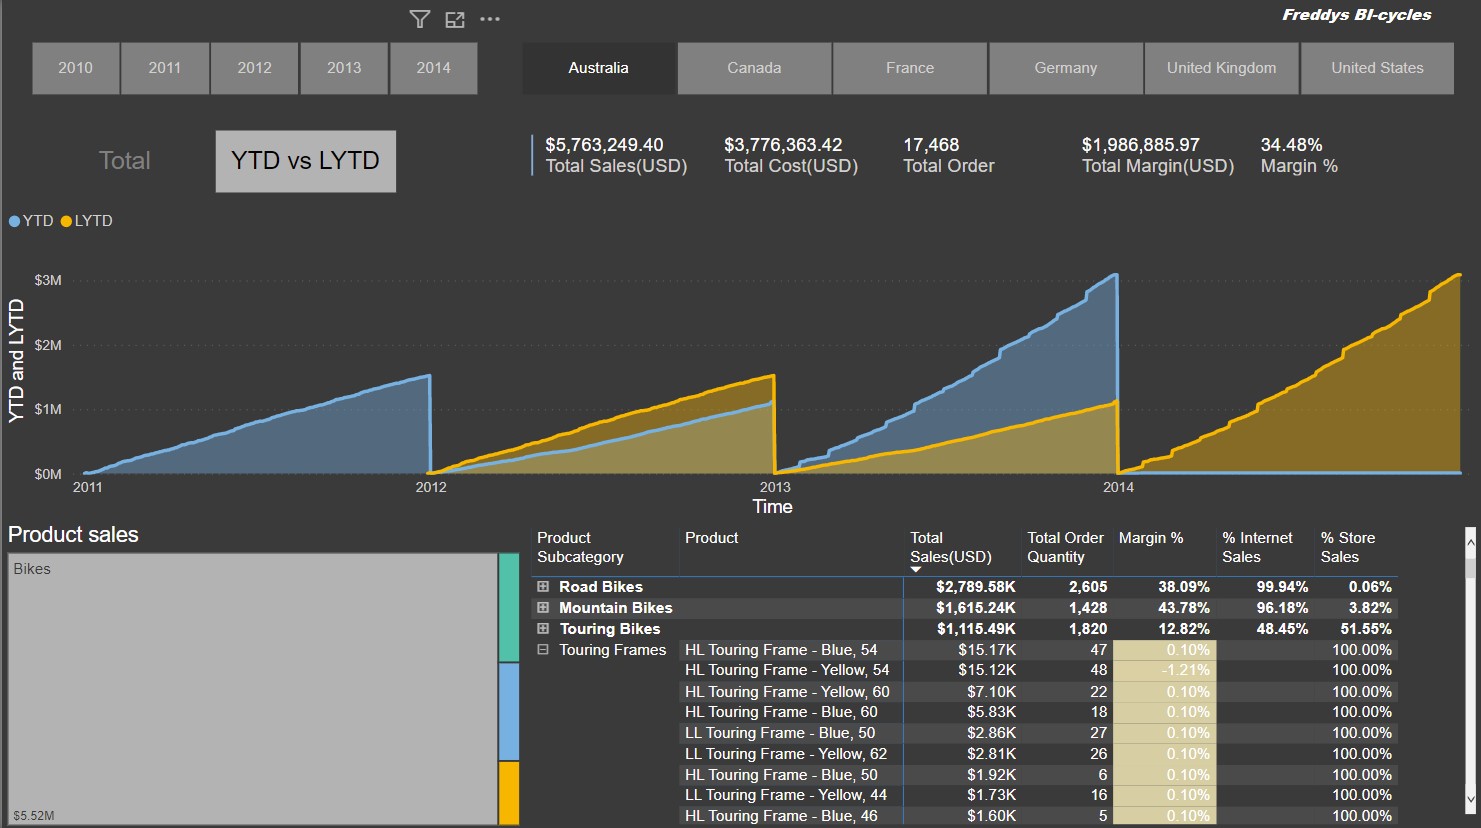 Freddys BI-cycles
2010 2011 2012 2013 2014 Australia Canada France Germany United Kingdom United States
Total YTD vs LYTD
$5,763,249.40 $3,776,363.42 17,468 $1,986,885.97 34.48%
Total Sales(USD) Total Cost(USD) Total Order Total Margin(USD) Margin %
YTD LYTD
YTD and LYTD
$3M
$2M
$1M
$0M
2011 2012 2013 2014
Time
Product sales
Bikes
$5.52M
Product Subcategory Product Total Sales(USD) Total Order Quantity Margin % % Internet Sales % Store Sales
Road Bikes $2,789.58K 2,605 38.09% 99.94% 0.06%
Mountain Bikes $1,615.24K 1,428 43.78% 96.18% 3.82%
Touring Bikes $1,115.49K 1,820 12.82% 48.45% 51.55%
Touring Frames HL Touring Frame - Blue, 54 $15.17K 47 0.10% 100.00%
HL Touring Frame - Yellow, 54 $15.12K 48 -1.21% 100.00%
HL Touring Frame - Yellow, 60 $7.10K 22 0.10% 100.00%
HL Touring Frame - Blue, 60 $5.83K 18 0.10% 100.00%
LL Touring Frame - Blue, 50 $2.86K 27 0.10% 100.00%
LL Touring Frame - Yellow, 62 $2.81K 26 0.10% 100.00%
HL Touring Frame - Blue, 50 $1.92K 6 0.10% 100.00%
LL Touring Frame - Yellow, 44 $1.73K 16 0.10% 100.00%
HL Touring Frame - Blue, 46 $1.60K 5 0.10% 100.00%